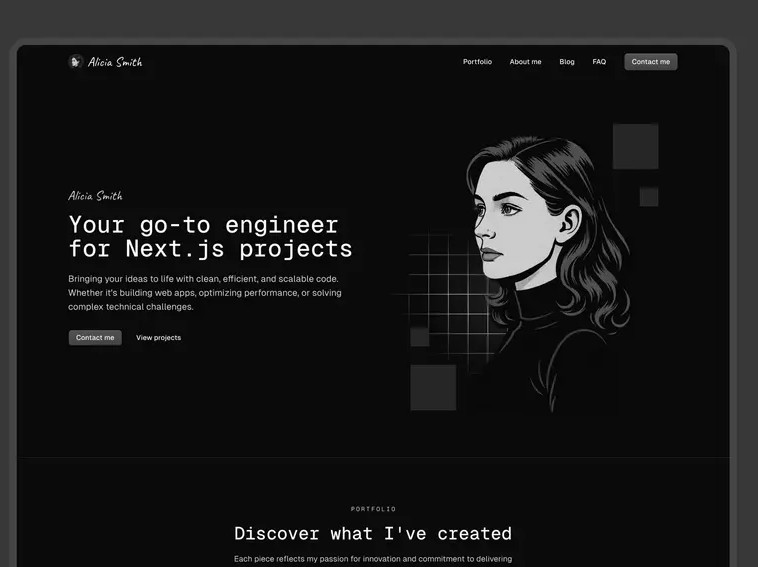 Alicia Smith
Portfolio About me Blog FAQ Contact me
Alicia Smith
Your go-to engineer
for Next.js projects
Bringing your ideas to life with clean, efficient, and scalable code.
Whether it's building web apps, optimizing performance, or solving
complex technical challenges.
Contact me View projects
PORTFOLIO
Discover what I've created
Each piece reflects my passion for innovation and commitment to delivering